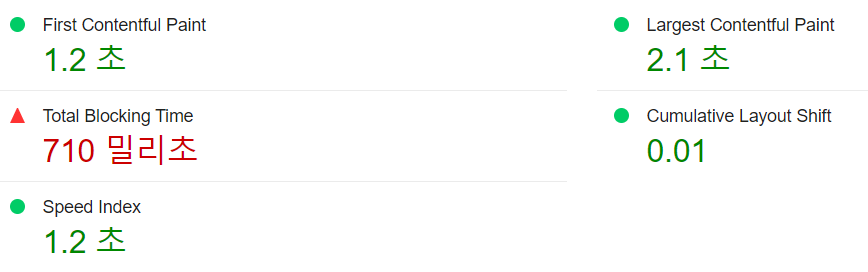 First Contentful Paint
1.2 초
Largest Contentful Paint
2.1 초
Total Blocking Time
710 밀리초
Cumulative Layout Shift
0.01
Speed Index
1.2 초